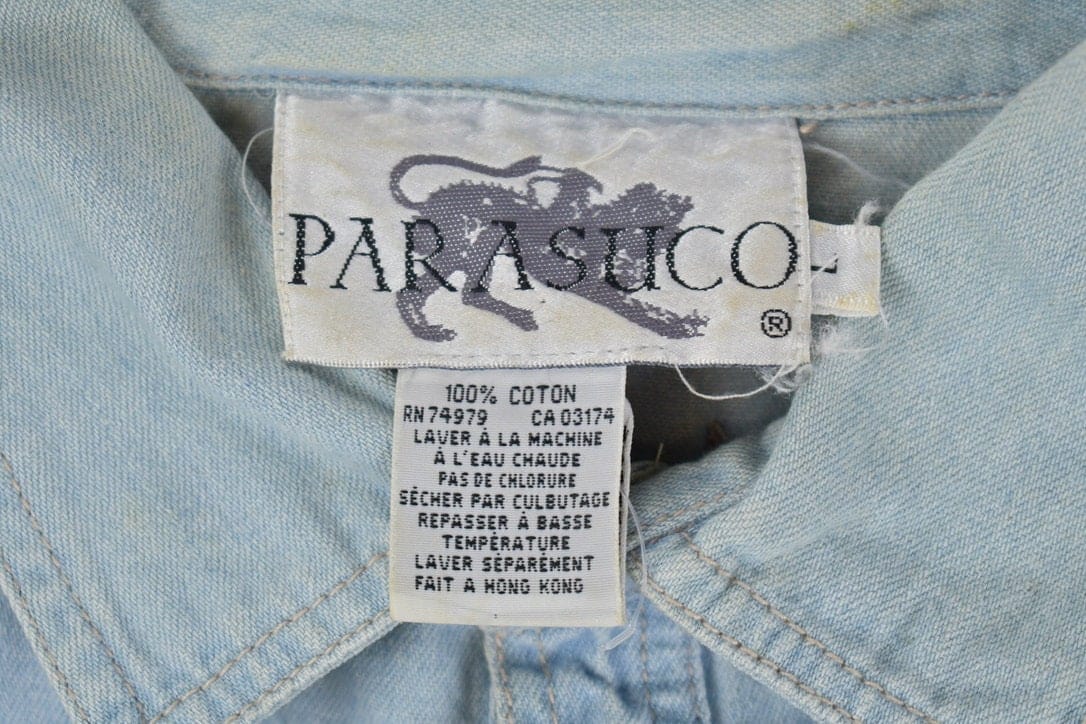 PARASUCO
®
100% COTON
RN 74979 CA 03174
LAVER À LA MACHINE
À L'EAU CHAUDE
PAS DE CHLORURE
SÉCHER PAR CULBUTAGE
REPASSER À BASSE
TEMPÉRATURE
LAVER SÉPARÉMENT
FAIT A HONG KONG